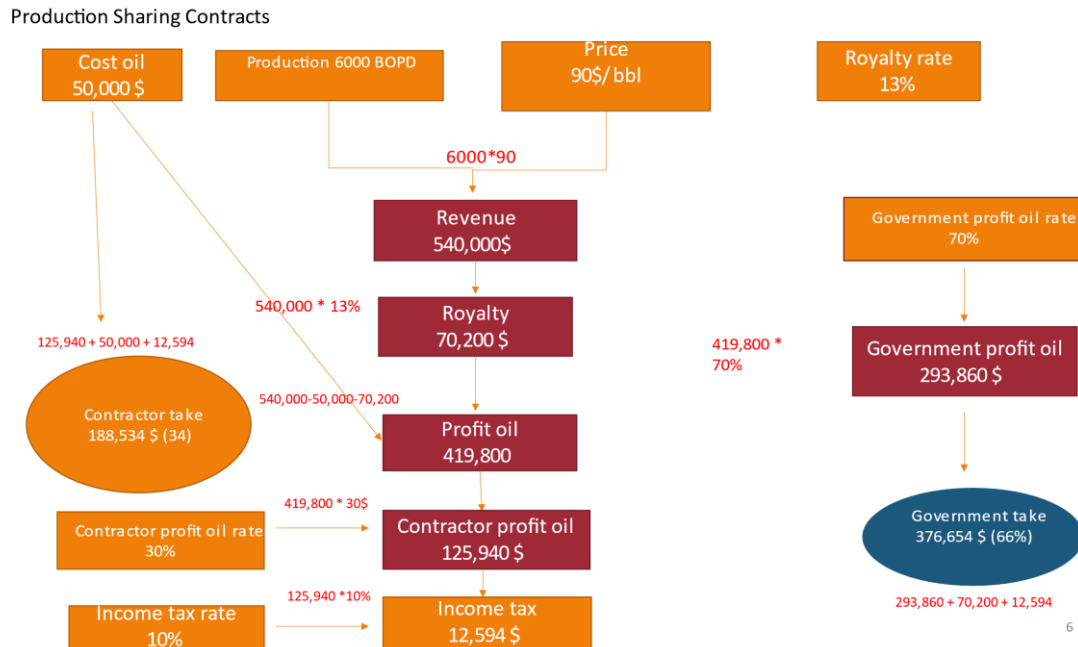 Production Sharing Contracts
Cost oil
50,000 $
Production 6000 BOPD
Price
90$/ bbl
Royalty rate
13%
6000*90
Revenue
540,000$
Government profit oil rate
70%
540,000 * 13%
Royalty
70,200 $
125,940 + 50,000 + 12,594
419,800 *
70%
Government profit oil
293,860 $
Contractor take
188,534 $ (34)
540,000-50,000-70,200
Profit oil
419,800
419,800 * 30$
Contractor profit oil rate
30%
Contractor profit oil
125,940 $
Government take
376,654 $ (66%)
125,940 *10%
Income tax rate
10%
Income tax
12,594 $
293,860 + 70,200 + 12,594
6